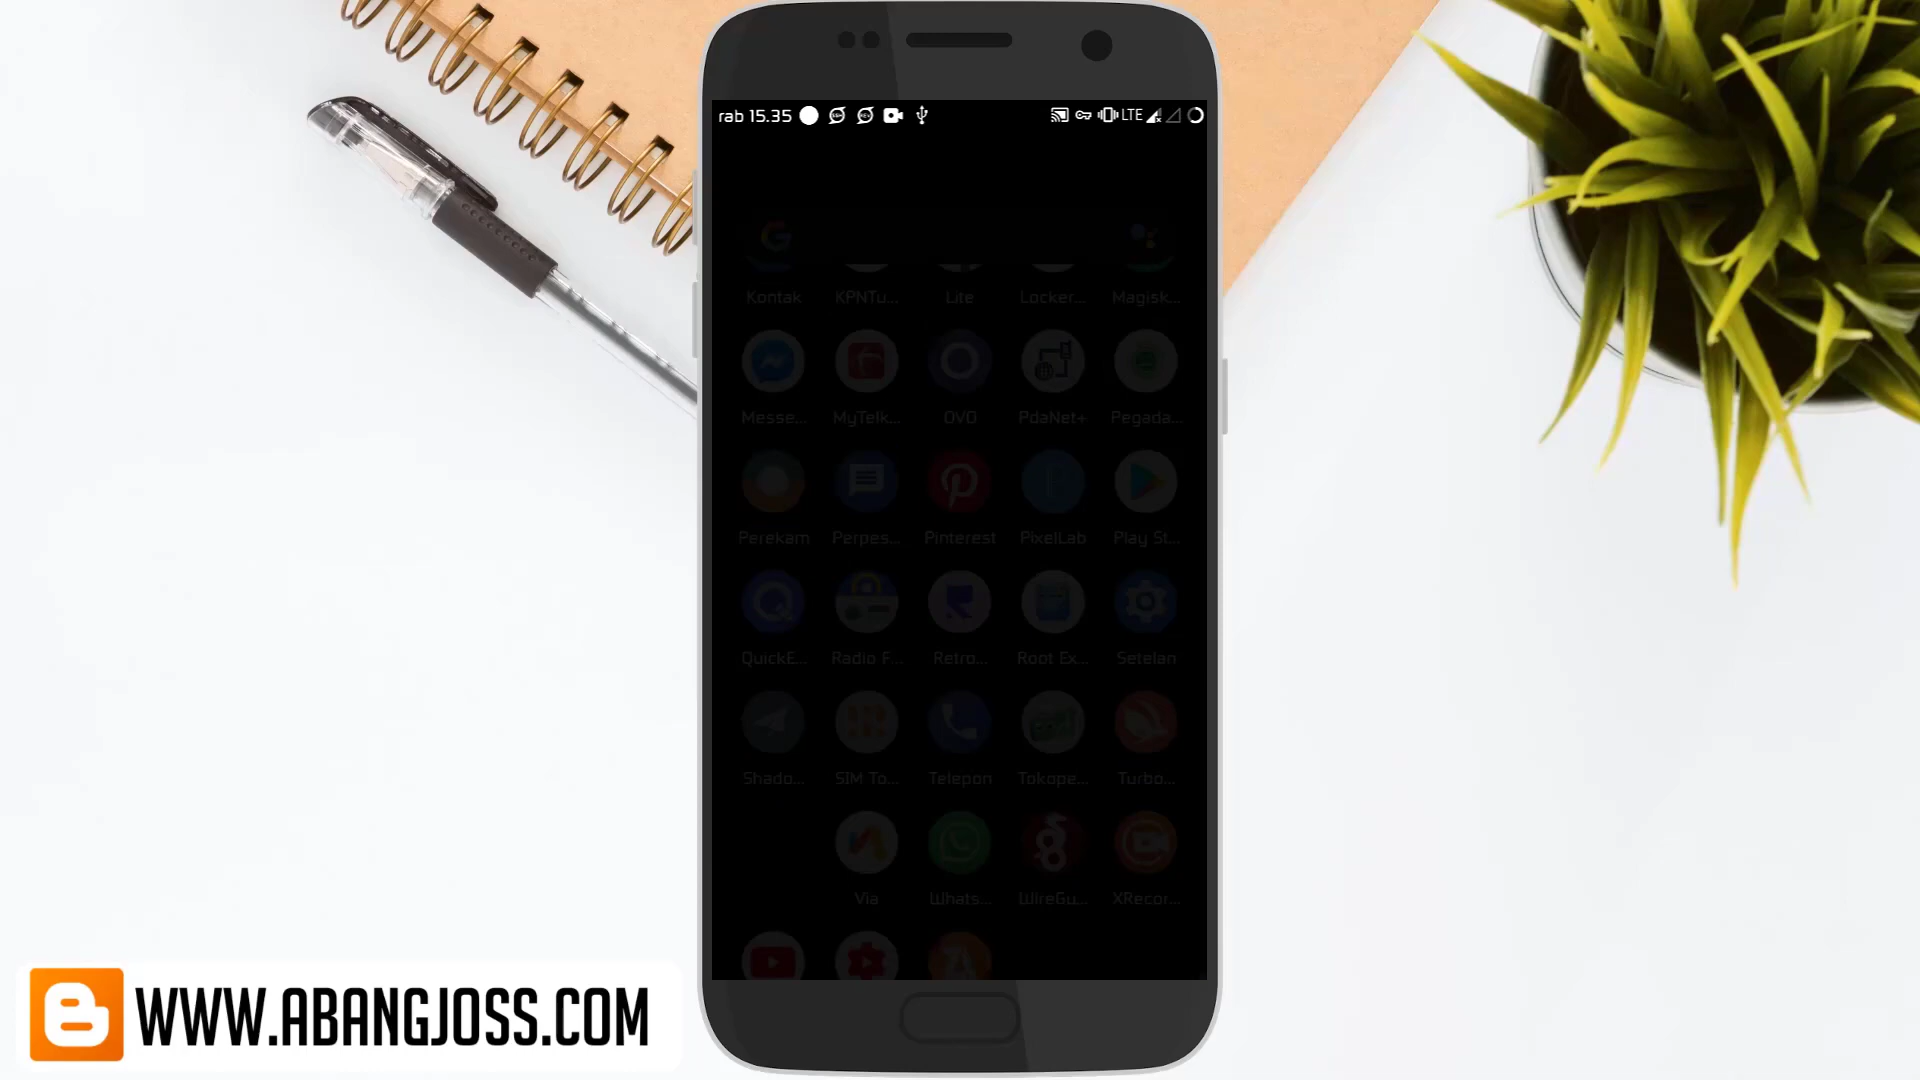 rab 15.35 LTE
Kontak KPNTu... Lite Locker... Magisk...
Messe... MyTelk... OVO PdaNet+ Pegada...
Perekam Perpes... Pinterest PixelLab Play St...
QuickE... Radio F... Retro... Root Ex... Setelan
Shado... SIM To... Telepon Tokope... Turbo...
Via Whats... WireGu... XRecor...
WWW.ABANGJOSS.COM